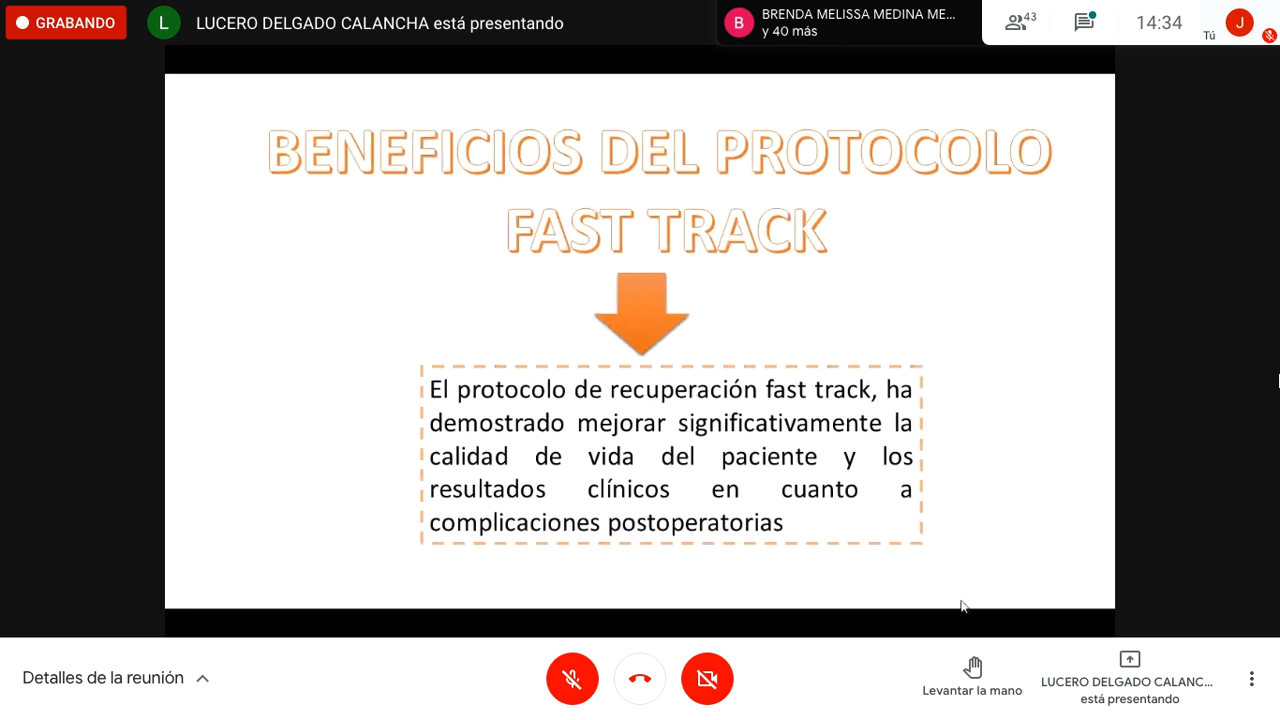 GRABANDO
L
LUCERO DELGADO CALANCHA está presentando
B
BRENDA MELISSA MEDINA ME...
y 40 más
43
14:34
Tú
J
BENEFICIOS DEL PROTOCOLO
FAST TRACK
El protocolo de recuperación fast track, ha
demostrado mejorar significativamente la
calidad de vida del paciente y los
resultados clínicos en cuanto a
complicaciones postoperatorias
Detalles de la reunión
Levantar la mano
LUCERO DELGADO CALANC...
está presentando